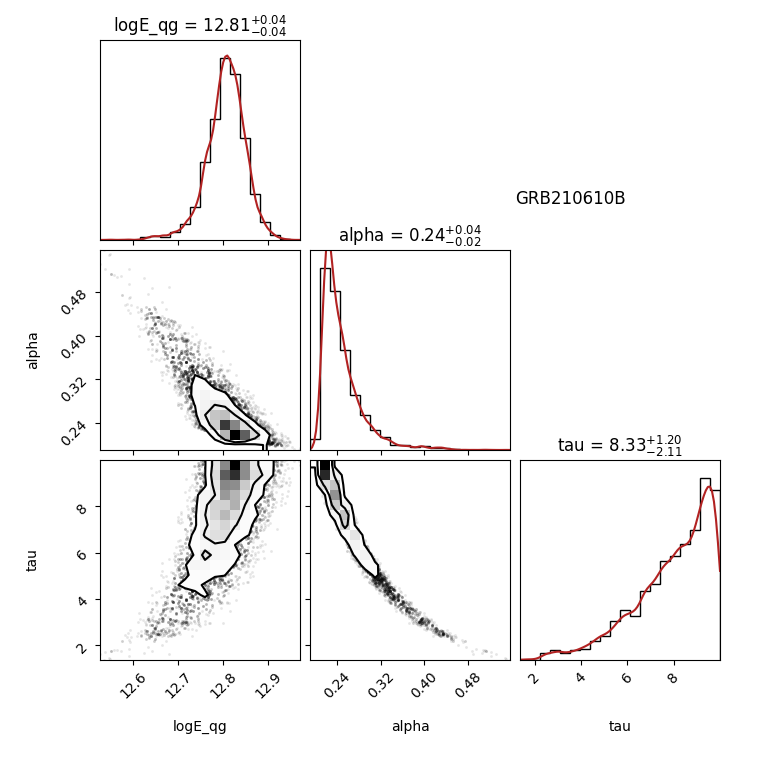 logE_qg = 12.81+0.04−0.04
GRB210610B
alpha = 0.24+0.04−0.02
alpha
0.48
0.40
0.32
0.24
tau = 8.33+1.20−2.11
tau
8
6
4
2
12.6 12.7 12.8 12.9
0.24 0.32 0.40 0.48
2 4 6 8
logE_qg alpha tau